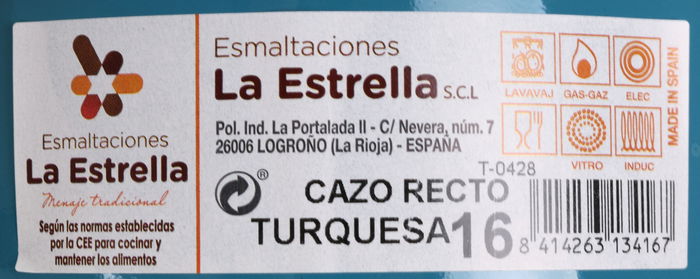 Esmaltaciones
La Estrella
Menaje tradicional
Según las normas establecidas
por la CEE para cocinar y
mantener los alimentos
Esmaltaciones
La Estrella S.C.L
Pol. Ind. La Portalada II - C/ Nevera, núm. 7
26006 LOGROÑO (La Rioja) - ESPAÑA
T-0428
CAZO RECTO
TURQUESA 16
8 414263 134167
LAVAVAJ GAS-GAZ ELEC
VITRO INDUC
MADE IN SPAIN